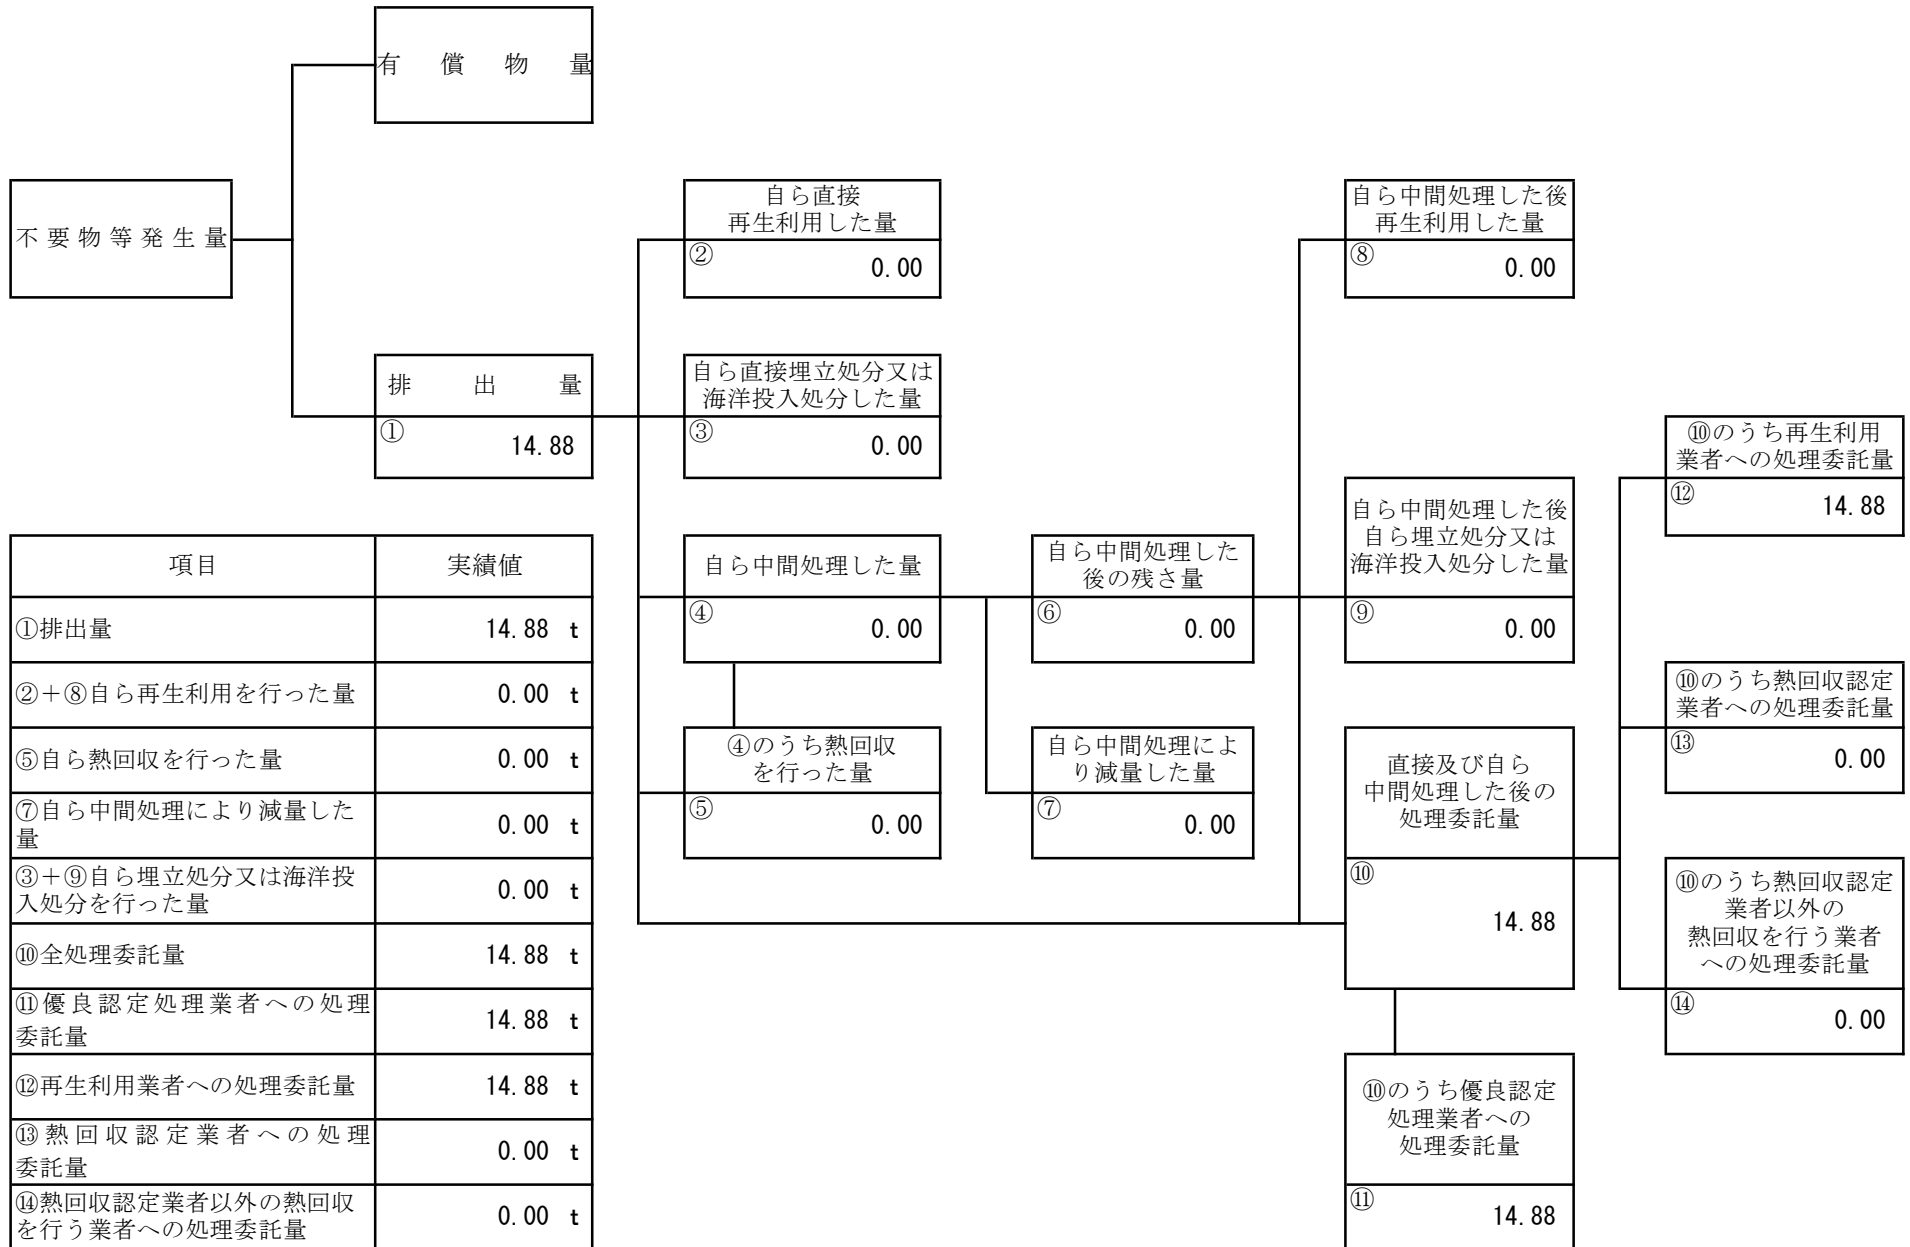 有償物量
不要物等発生量
自ら直接
再生利用した量
②
0.00
自ら中間処理した後
再生利用した量
⑧
0.00
排出量
①
14.88
自ら直接埋立処分又は
海洋投入処分した量
③
0.00
⑩のうち再生利用
業者への処理委託量
⑫
14.88
自ら中間処理した量
④
0.00
自ら中間処理した
後の残さ量
⑥
0.00
自ら中間処理した後
自ら埋立処分又は
海洋投入処分した量
⑨
0.00
⑩のうち熱回収認定
業者への処理委託量
⑬
0.00
④のうち熱回収
を行った量
⑤
0.00
自ら中間処理によ
り減量した量
⑦
0.00
直接及び自ら
中間処理した後の
処理委託量
⑩
14.88
⑩のうち熱回収認定
業者以外の
熱回収を行う業者
への処理委託量
⑭
0.00
⑩のうち優良認定
処理業者への
処理委託量
⑪
14.88
項目 実績値
①排出量 14.88 t
②+⑧自ら再生利用を行った量 0.00 t
⑤自ら熱回収を行った量 0.00 t
⑦自ら中間処理により減量した
量 0.00 t
③+⑨自ら埋立処分又は海洋投
入処分を行った量 0.00 t
⑩全処理委託量 14.88 t
⑪優良認定処理業者への処理
委託量 14.88 t
⑫再生利用業者への処理委託量 14.88 t
⑬熱回収認定業者への処理
委託量 0.00 t
⑭熱回収認定業者以外の熱回収
を行う業者への処理委託量 0.00 t